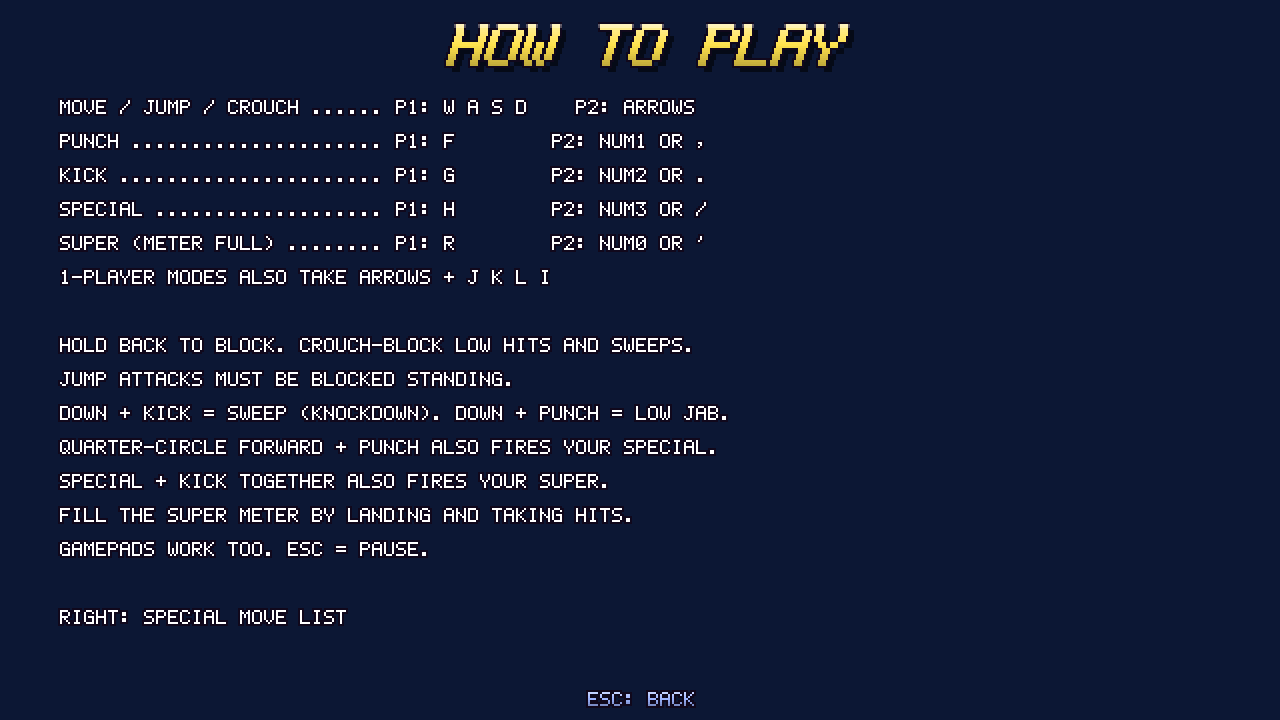 HOW TO PLAY
MOVE / JUMP / CROUCH ...... P1: W A S D    P2: ARROWS
PUNCH ..................... P1: F        P2: NUM1 OR ,
KICK ...................... P1: G        P2: NUM2 OR .
SPECIAL ................... P1: H        P2: NUM3 OR /
SUPER (METER FULL) ........ P1: R        P2: NUM0 OR '
1-PLAYER MODES ALSO TAKE ARROWS + J K L I
HOLD BACK TO BLOCK. CROUCH-BLOCK LOW HITS AND SWEEPS.
JUMP ATTACKS MUST BE BLOCKED STANDING.
DOWN + KICK = SWEEP (KNOCKDOWN). DOWN + PUNCH = LOW JAB.
QUARTER-CIRCLE FORWARD + PUNCH ALSO FIRES YOUR SPECIAL.
SPECIAL + KICK TOGETHER ALSO FIRES YOUR SUPER.
FILL THE SUPER METER BY LANDING AND TAKING HITS.
GAMEPADS WORK TOO. ESC = PAUSE.
RIGHT: SPECIAL MOVE LIST
ESC: BACK